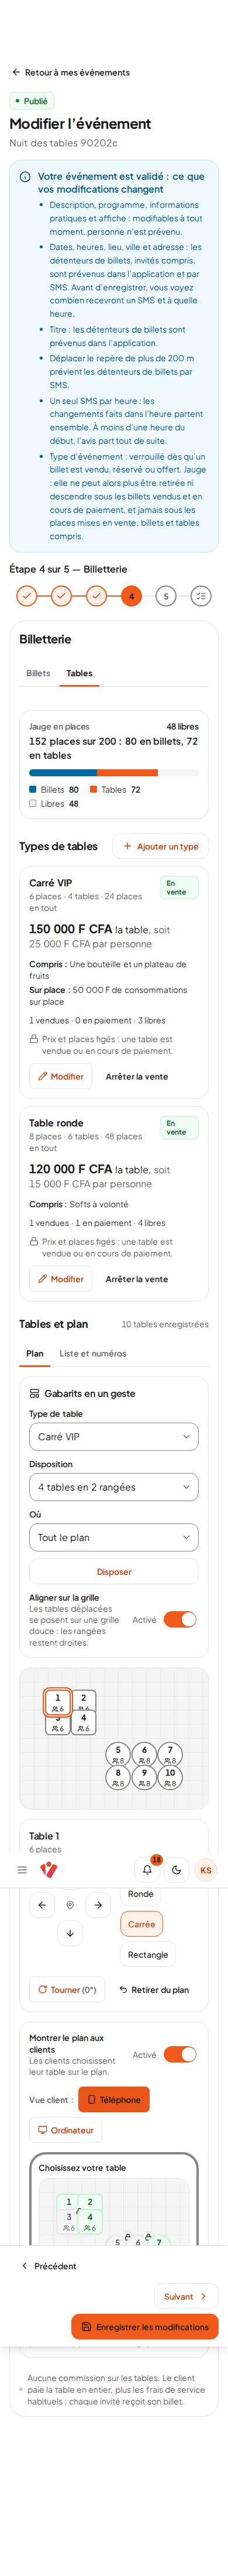 Retour à mes événements
Publié
Modifier l'événement
Nuit des tables 90202c
Votre événement est validé : ce que
vos modifications changent
Description, programme, informations
pratiques et affiche : modifiables à tout
moment, personne n'est prévenu.
Dates, heures, lieu, ville et adresse : les
détenteurs de billets, invités compris,
sont prévenus dans l'application et par
SMS. Avant d'enregistrer, vous voyez
combien recevront un SMS et à quelle
heure.
Titre : les détenteurs de billets sont
prévenus dans l'application.
Déplacer le repère de plus de 200 m
prévient les détenteurs de billets par
SMS.
Un seul SMS par heure : les
changements faits dans l'heure partent
ensemble. À moins d'une heure du
début, l'avis part tout de suite.
Type d'événement : verrouillé dès qu'un
billet est vendu, réservé ou offert. Jauge
: elle ne peut alors plus être retirée ni
descendre sous les billets vendus et en
cours de paiement, et jamais sous les
places mises en vente, billets et tables
compris.
Étape 4 sur 5 — Billetterie
4
5
Billetterie
Billets
Tables
Jauge en places
48 libres
152 places sur 200 : 80 en billets, 72
en tables
Billets 80
Tables 72
Libres 48
Types de tables
Ajouter un type
Carré VIP
En
vente
6 places · 4 tables · 24 places
en tout
150 000 F CFA la table, soit
25 000 F CFA par personne
Compris : Une bouteille et un plateau de
fruits
Sur place : 50 000 F de consommations
sur place
1 vendues · 0 en paiement · 3 libres
Prix et places figés : une table est
vendue ou en cours de paiement.
Modifier
Arrêter la vente
Table ronde
En
vente
8 places · 6 tables · 48 places
en tout
120 000 F CFA la table, soit
15 000 F CFA par personne
Compris : Softs à volonté
1 vendues · 1 en paiement · 4 libres
Prix et places figés : une table est
vendue ou en cours de paiement.
Modifier
Arrêter la vente
Tables et plan
10 tables enregistrées
Plan
Liste et numéros
Gabarits en un geste
Type de table
Carré VIP
Disposition
4 tables en 2 rangées
Où
Tout le plan
Disposer
Aligner sur la grille
Les tables déplacées
se posent sur une grille
douce : les rangées
restent droites.
Activé
1
6
2
6
3
6
4
6
5
8
6
8
7
8
8
8
9
8
10
8
Table 1
6 places
18
KS
Ronde
Carrée
Rectangle
Tourner (0°)
Retirer du plan
Montrer le plan aux
clients
Les clients choisissent
leur table sur le plan.
Activé
Vue client :
Téléphone
Ordinateur
Choisissez votre table
1
6
2
6
3
6
4
6
5
6
7
Précédent
Suivant
Enregistrer les modifications
Aucune commission sur les tables. Le client
paie la table en entier, plus les frais de service
habituels ; chaque invité reçoit son billet.